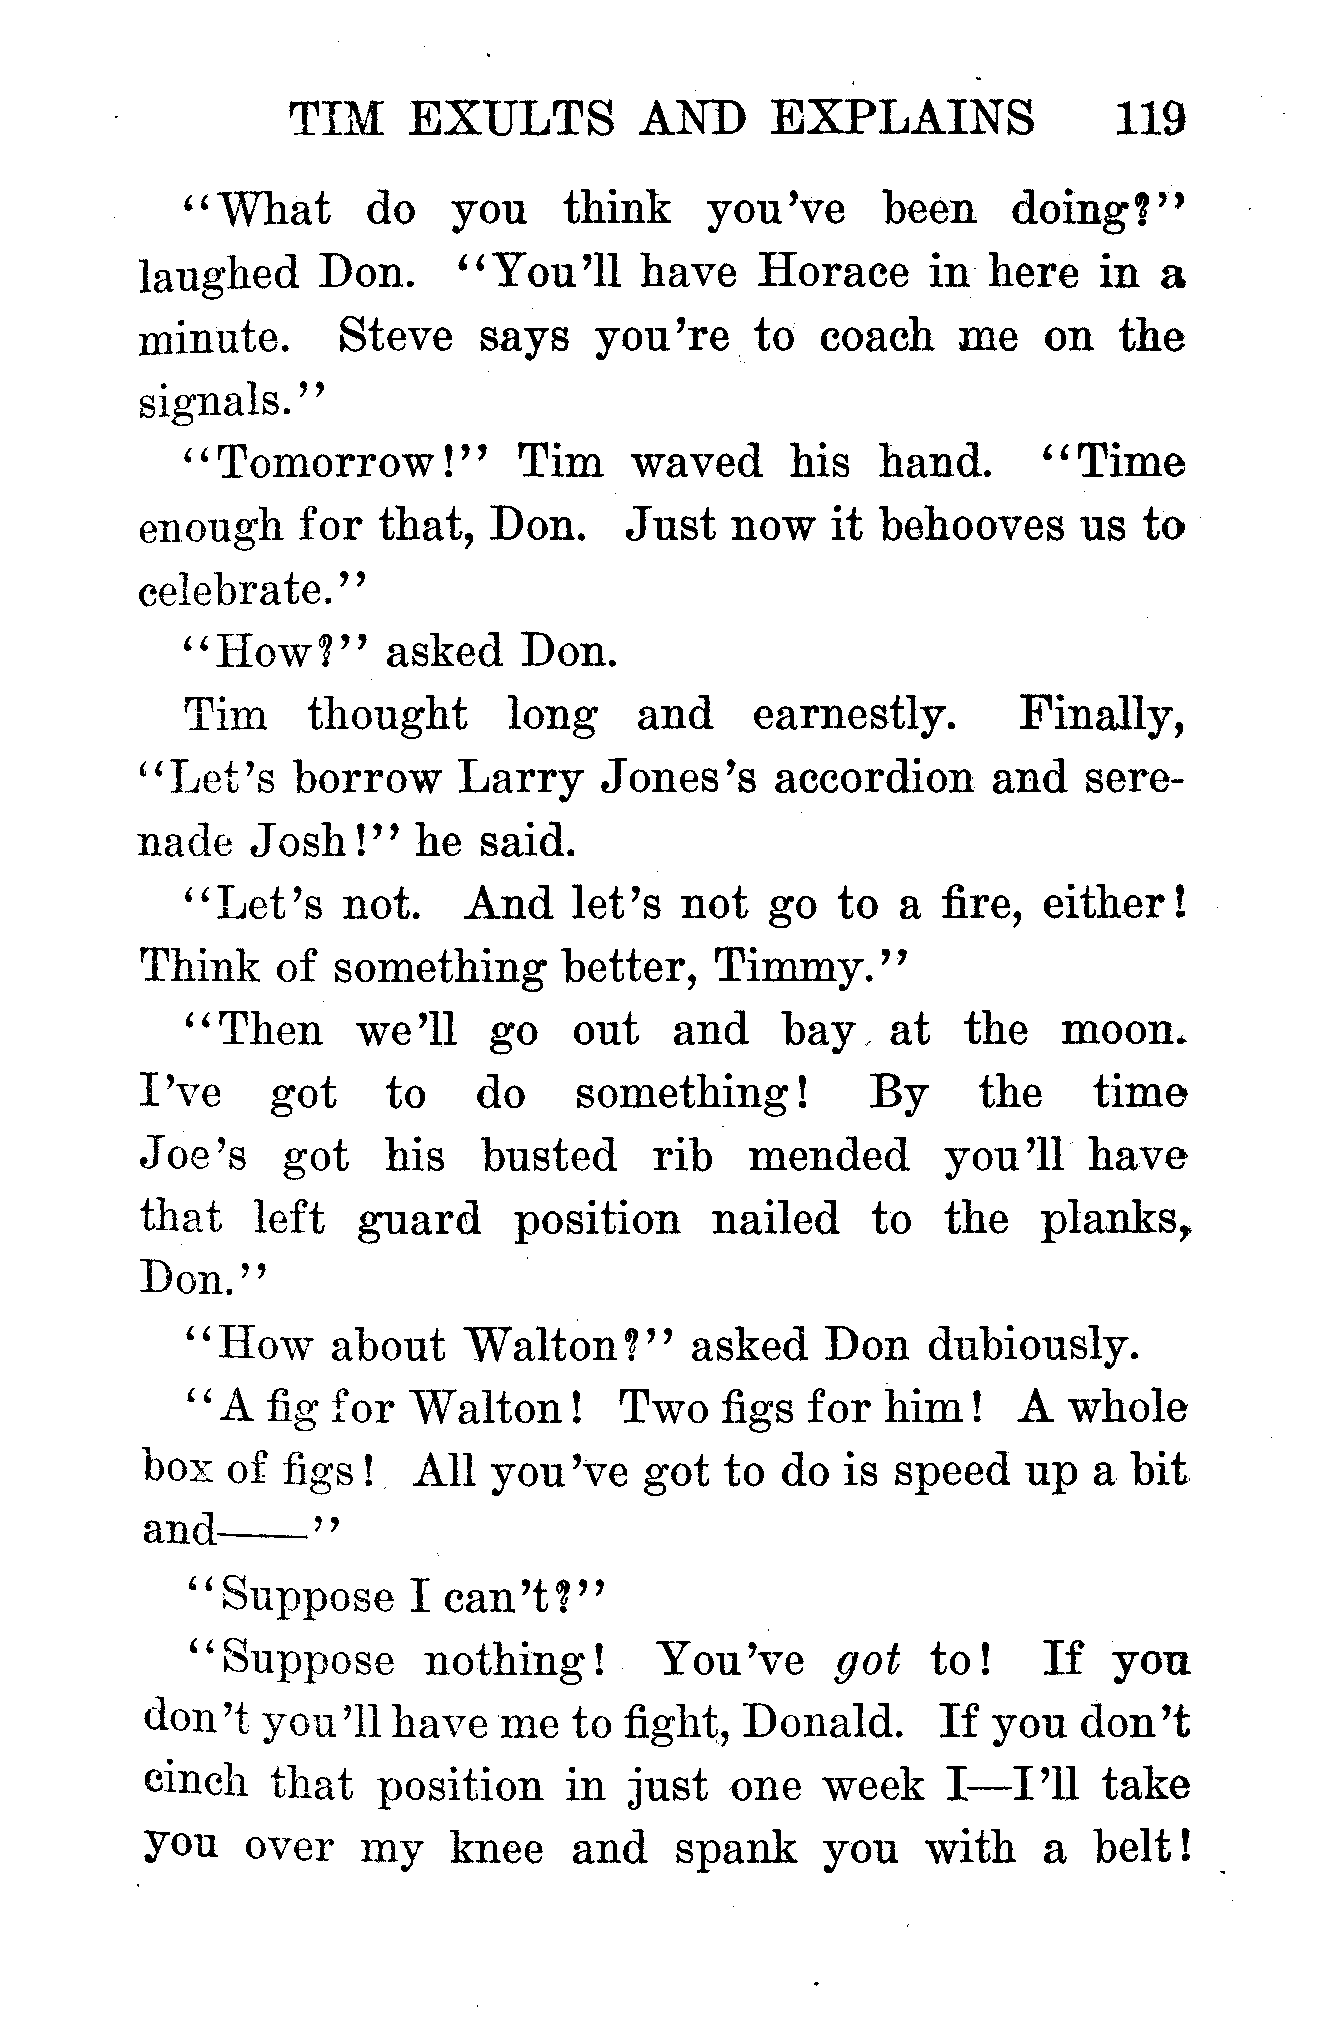 TIM EXULTS AND EXPLAINS 119
"What do you think you've been doing?"
laughed Don. "You'll have Horace in here in a
minute. Steve says you're to coach me on the
signals."
"Tomorrow!" Tim waved his hand. "Time
enough for that, Don. Just now it behooves us to
celebrate."
"How?" asked Don.
Tim thought long and earnestly. Finally,
"Let's borrow Larry Jones's accordion and sere-
nade Josh!" he said.
"Let's not. And let's not go to a fire, either!
Think of something better, Timmy."
"Then we'll go out and bay at the moon.
I've got to do something! By the time
Joe's got his busted rib mended you'll have
that left guard position nailed to the planks,
Don."
"How about Walton?" asked Don dubiously.
"A fig for Walton! Two figs for him! A whole
box of figs! All you've got to do is speed up a bit
and——"
"Suppose I can't?"
"Suppose nothing! You've got to! If you
don't you'll have me to fight, Donald. If you don't
cinch that position in just one week I—I'll take
you over my knee and spank you with a belt!